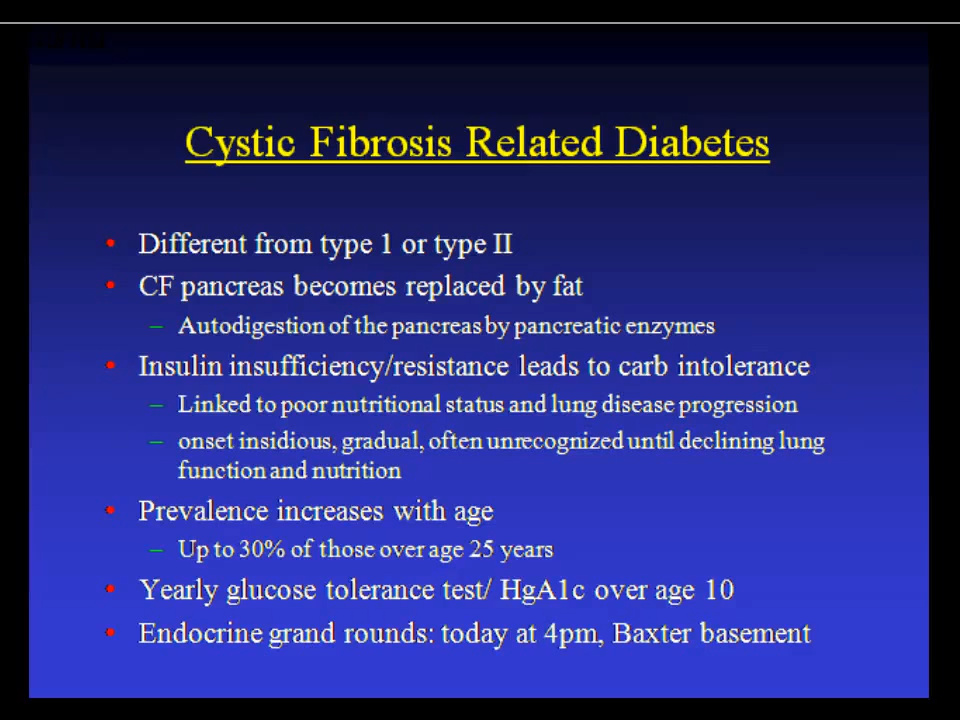 Cystic Fibrosis Related Diabetes
• Different from type 1 or type II
• CF pancreas becomes replaced by fat
– Autodigestion of the pancreas by pancreatic enzymes
• Insulin insufficiency/resistance leads to carb intolerance
– Linked to poor nutritional status and lung disease progression
– onset insidious, gradual, often unrecognized until declining lung
function and nutrition
• Prevalence increases with age
– Up to 30% of those over age 25 years
• Yearly glucose tolerance test/ HgA1c over age 10
• Endocrine grand rounds: today at 4pm, Baxter basement